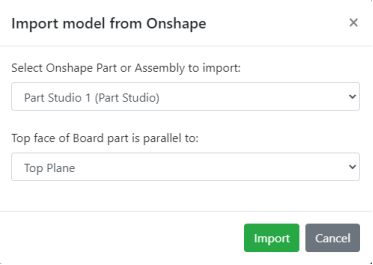 Import model from Onshape ×
Select Onshape Part or Assembly to import:
Part Studio 1 (Part Studio)
Top face of Board part is parallel to:
Top Plane
Import Cancel